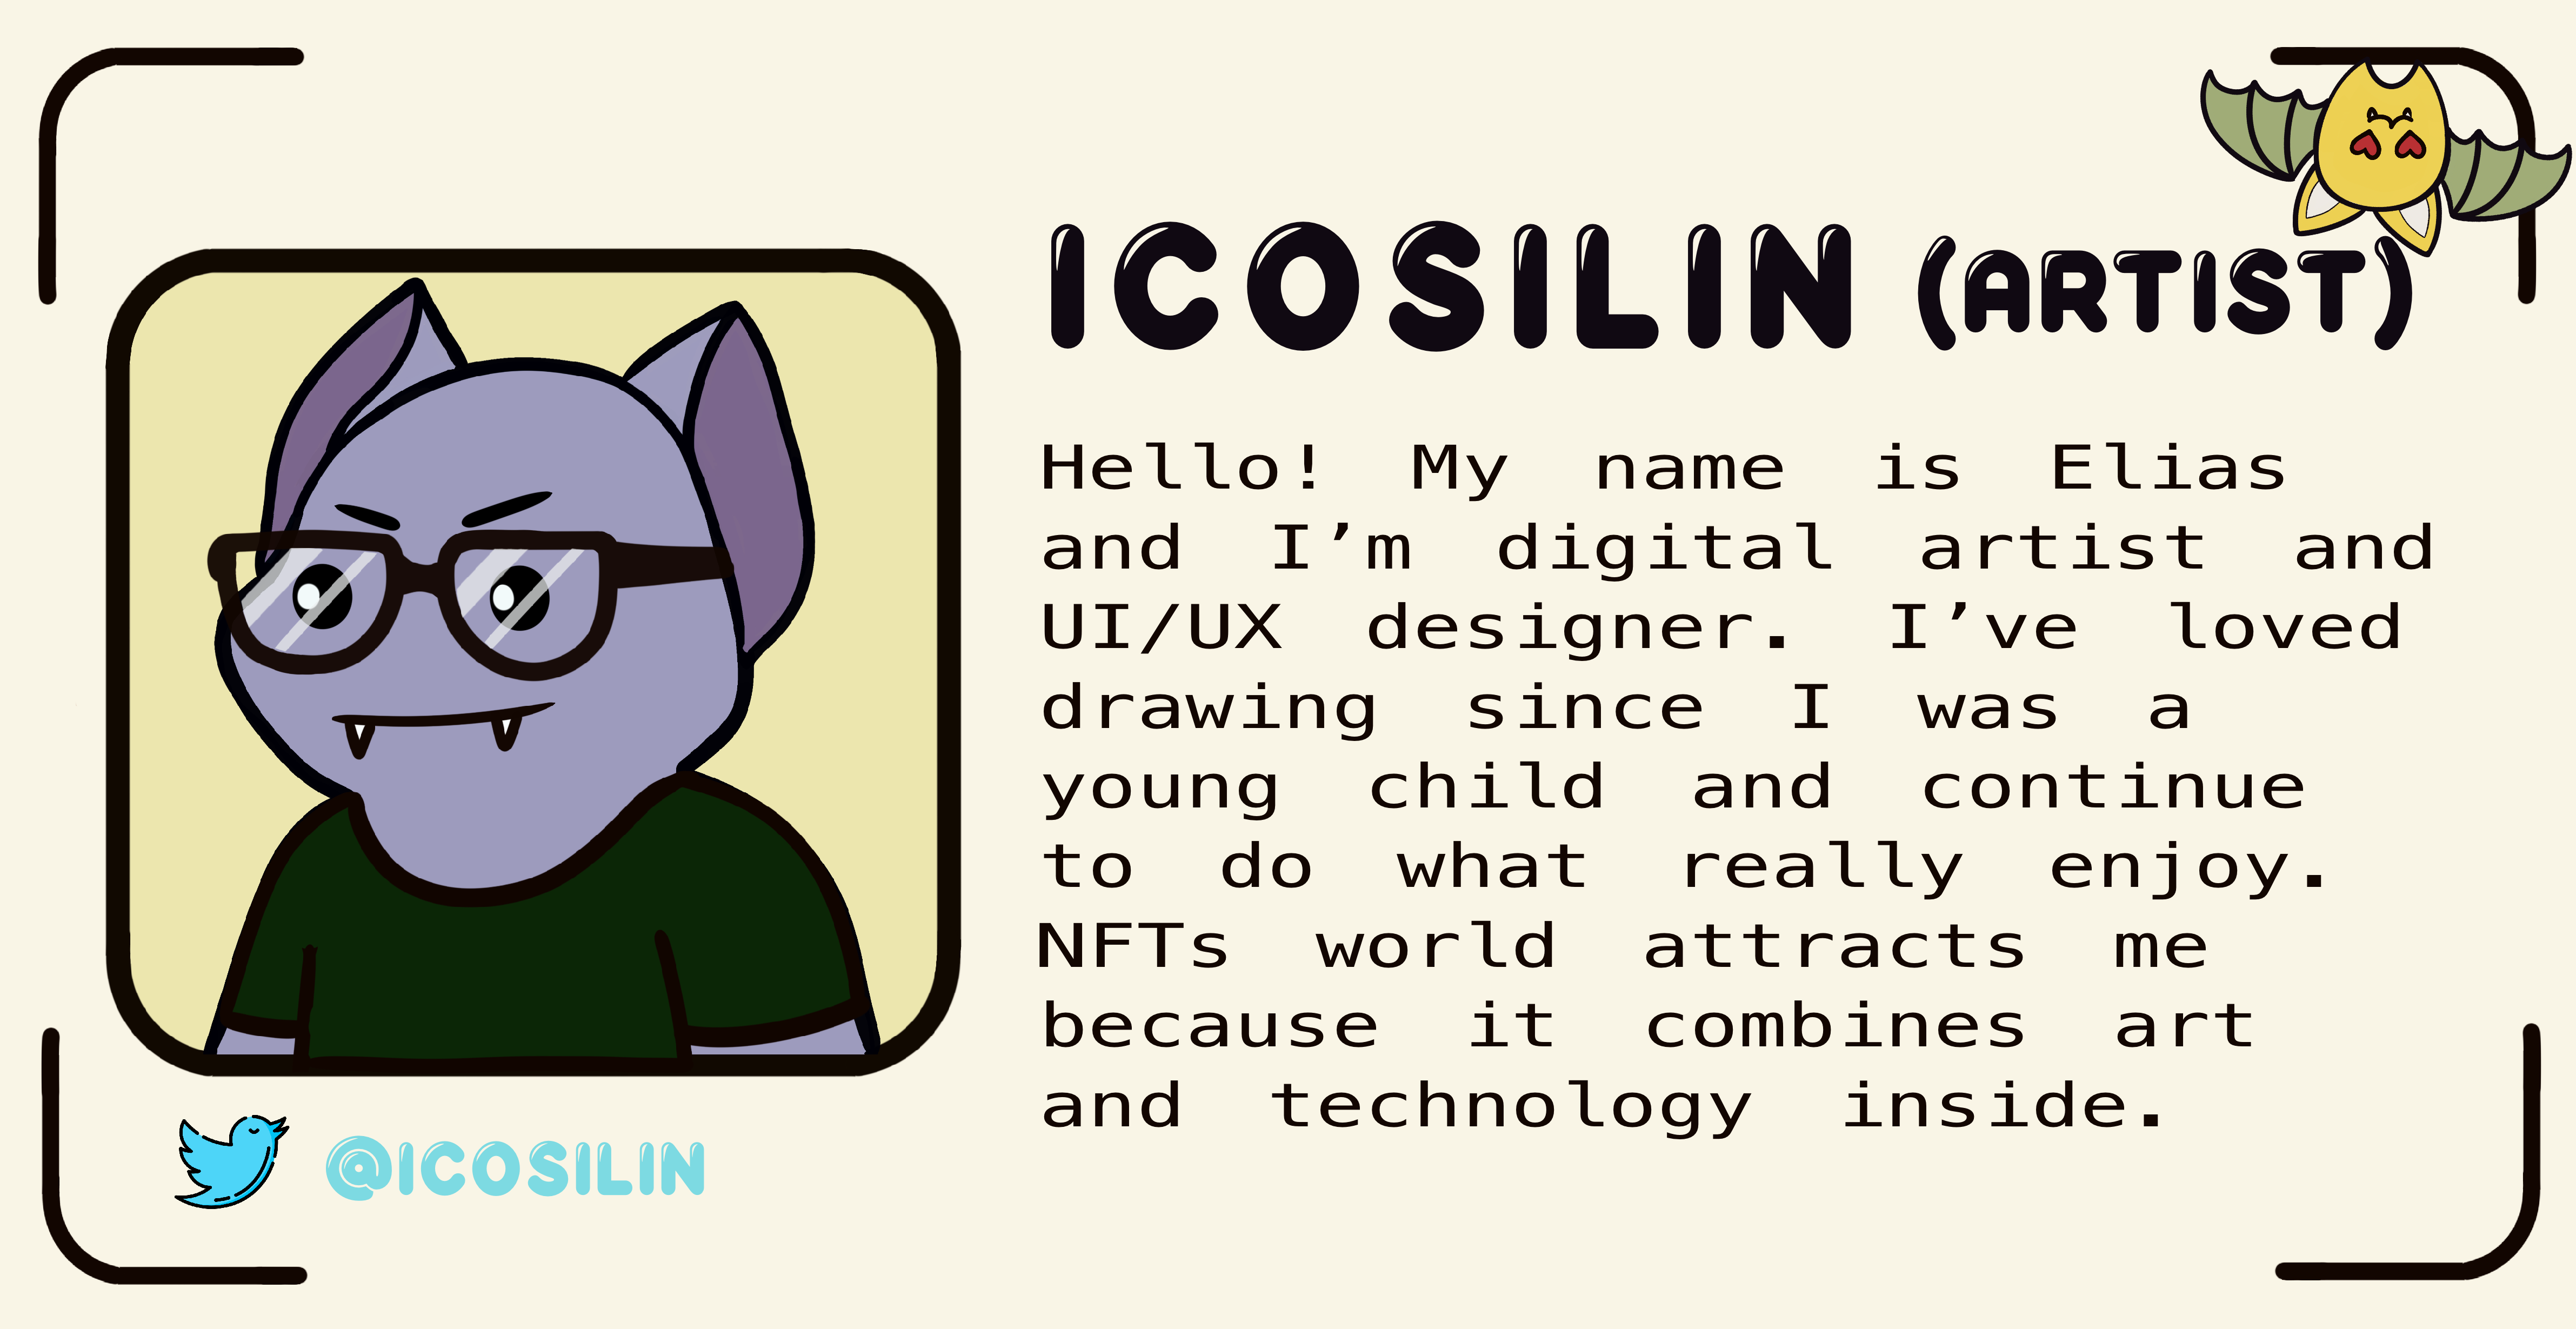 ICOSILIN (ARTIST)
Hello! My name is Elias
and I’m digital artist and
UI/UX designer. I’ve loved
drawing since I was a
young child and continue
to do what really enjoy.
NFTs world attracts me
because it combines art
and technology inside.
@ICOSILIN